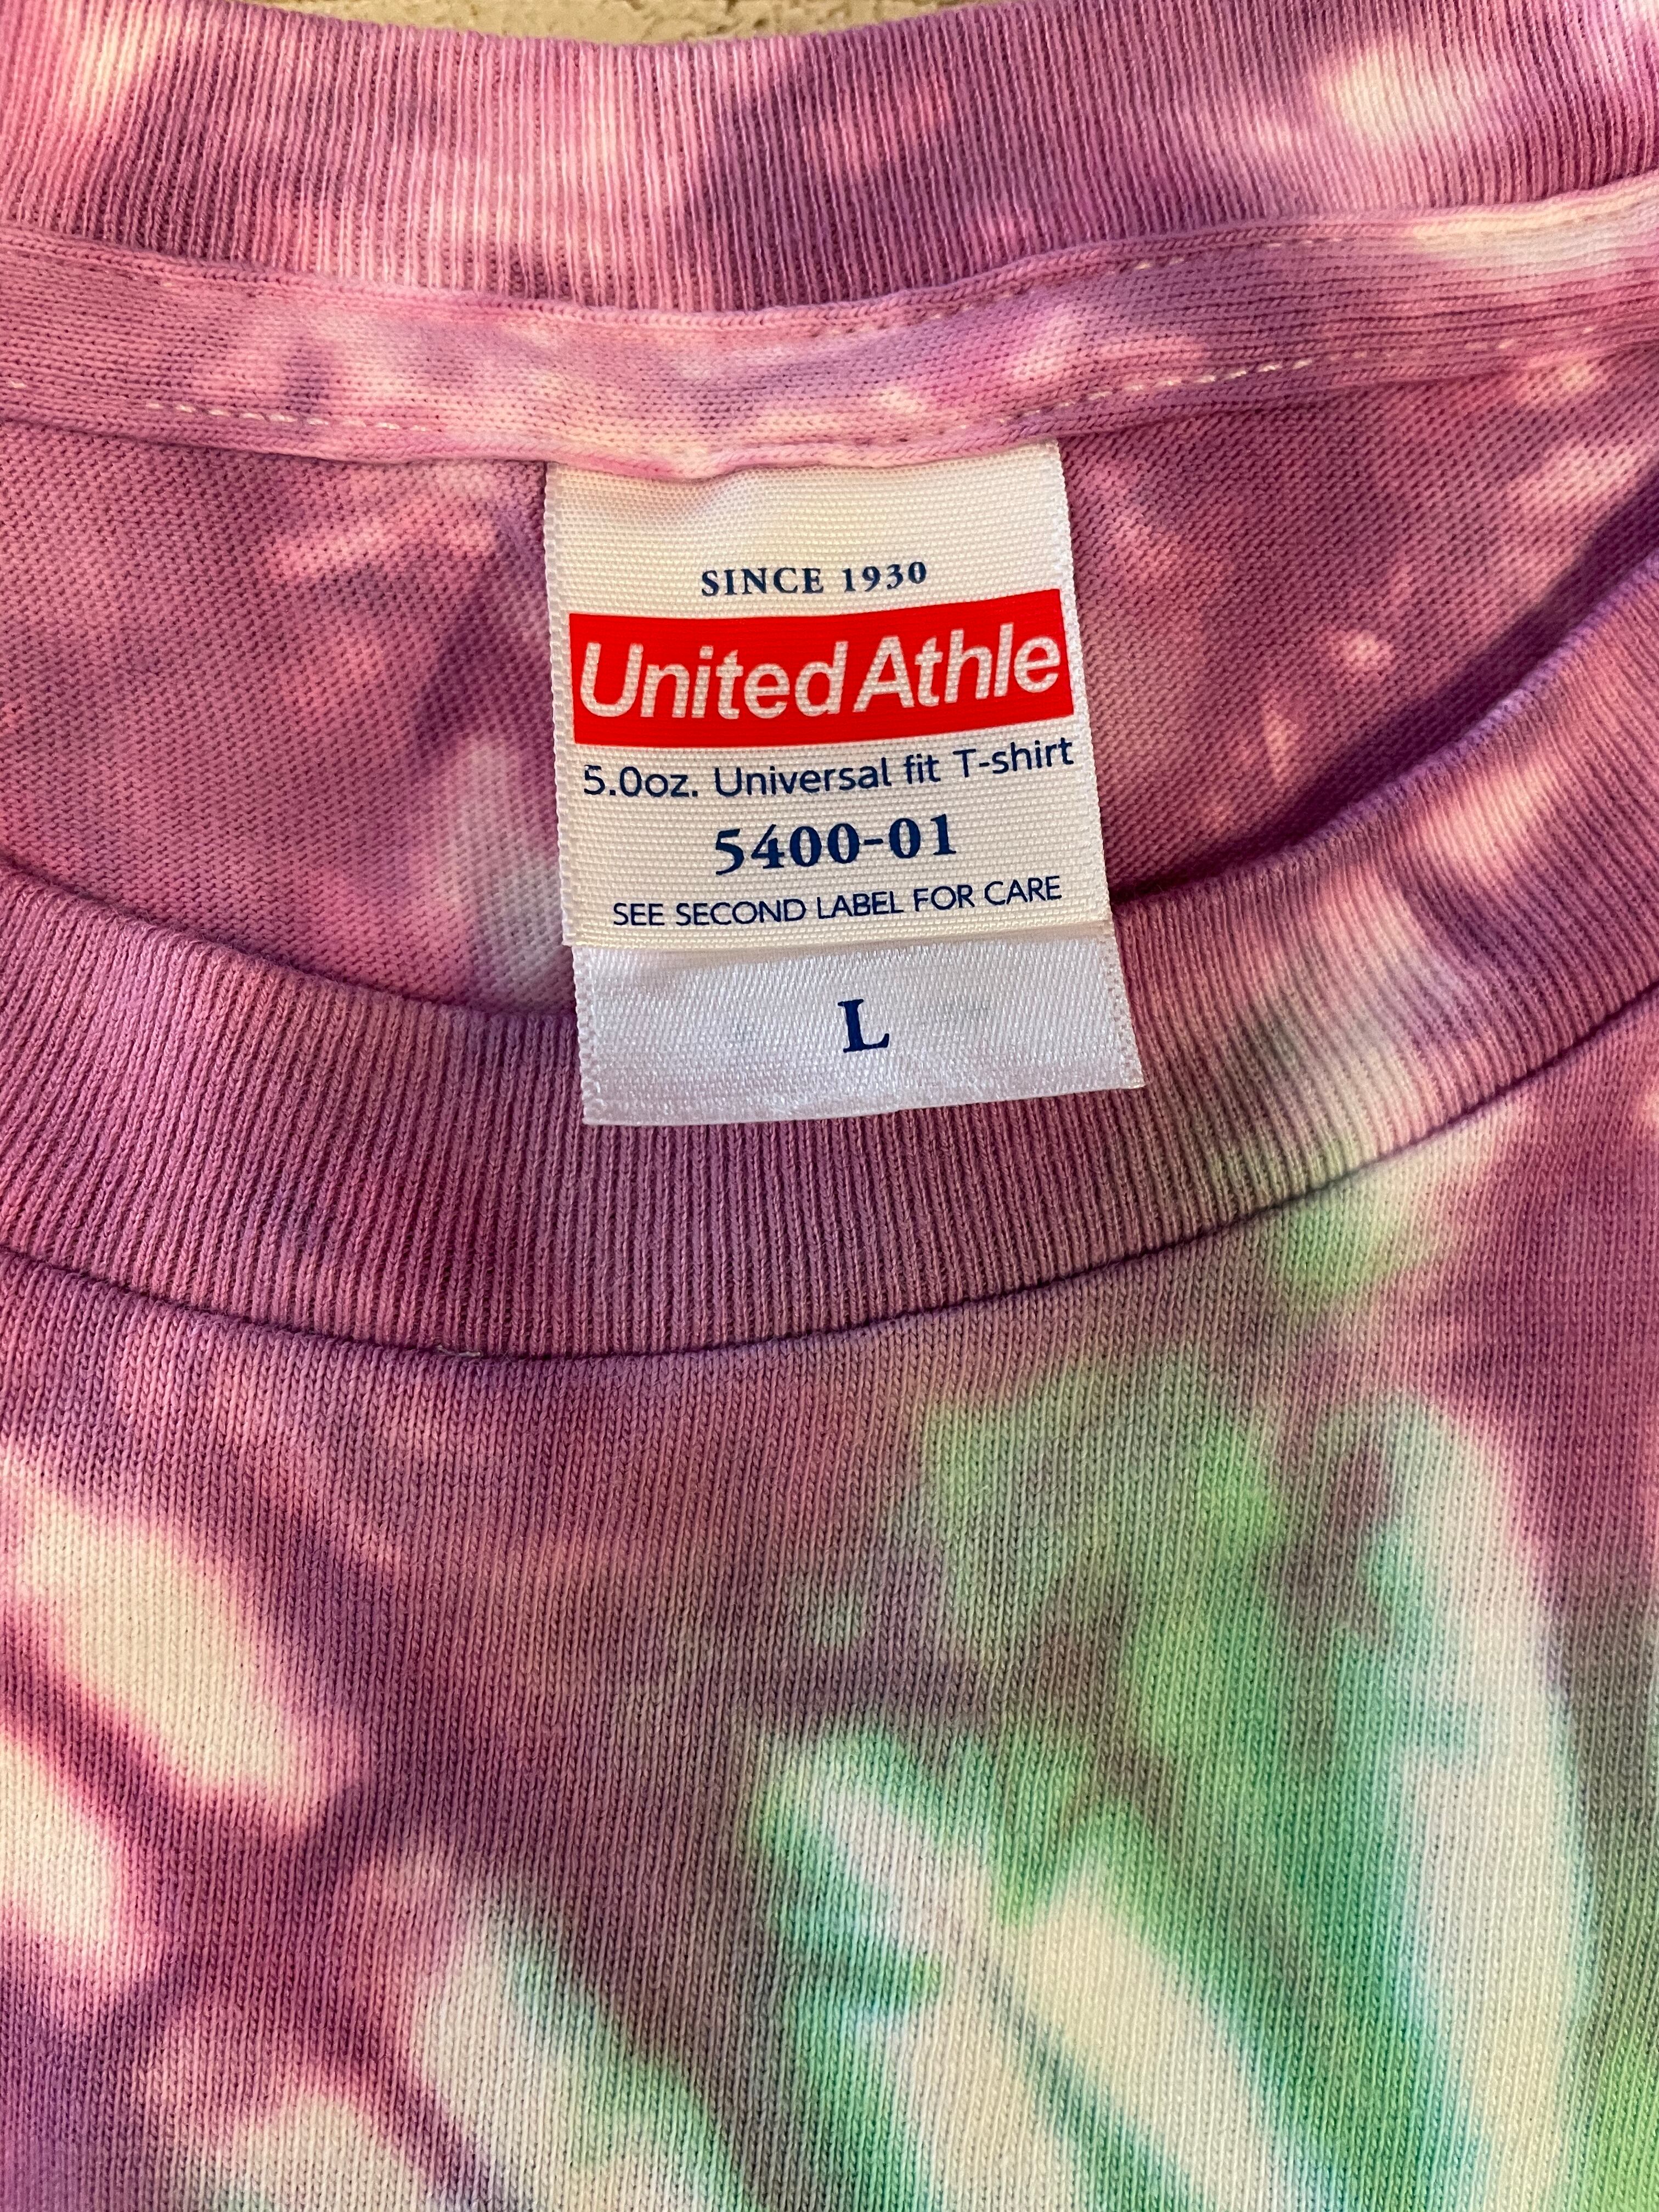 SINCE 1930
United Athle
5.0oz. Universal fit T-shirt
5400-01
SEE SECOND LABEL FOR CARE
L